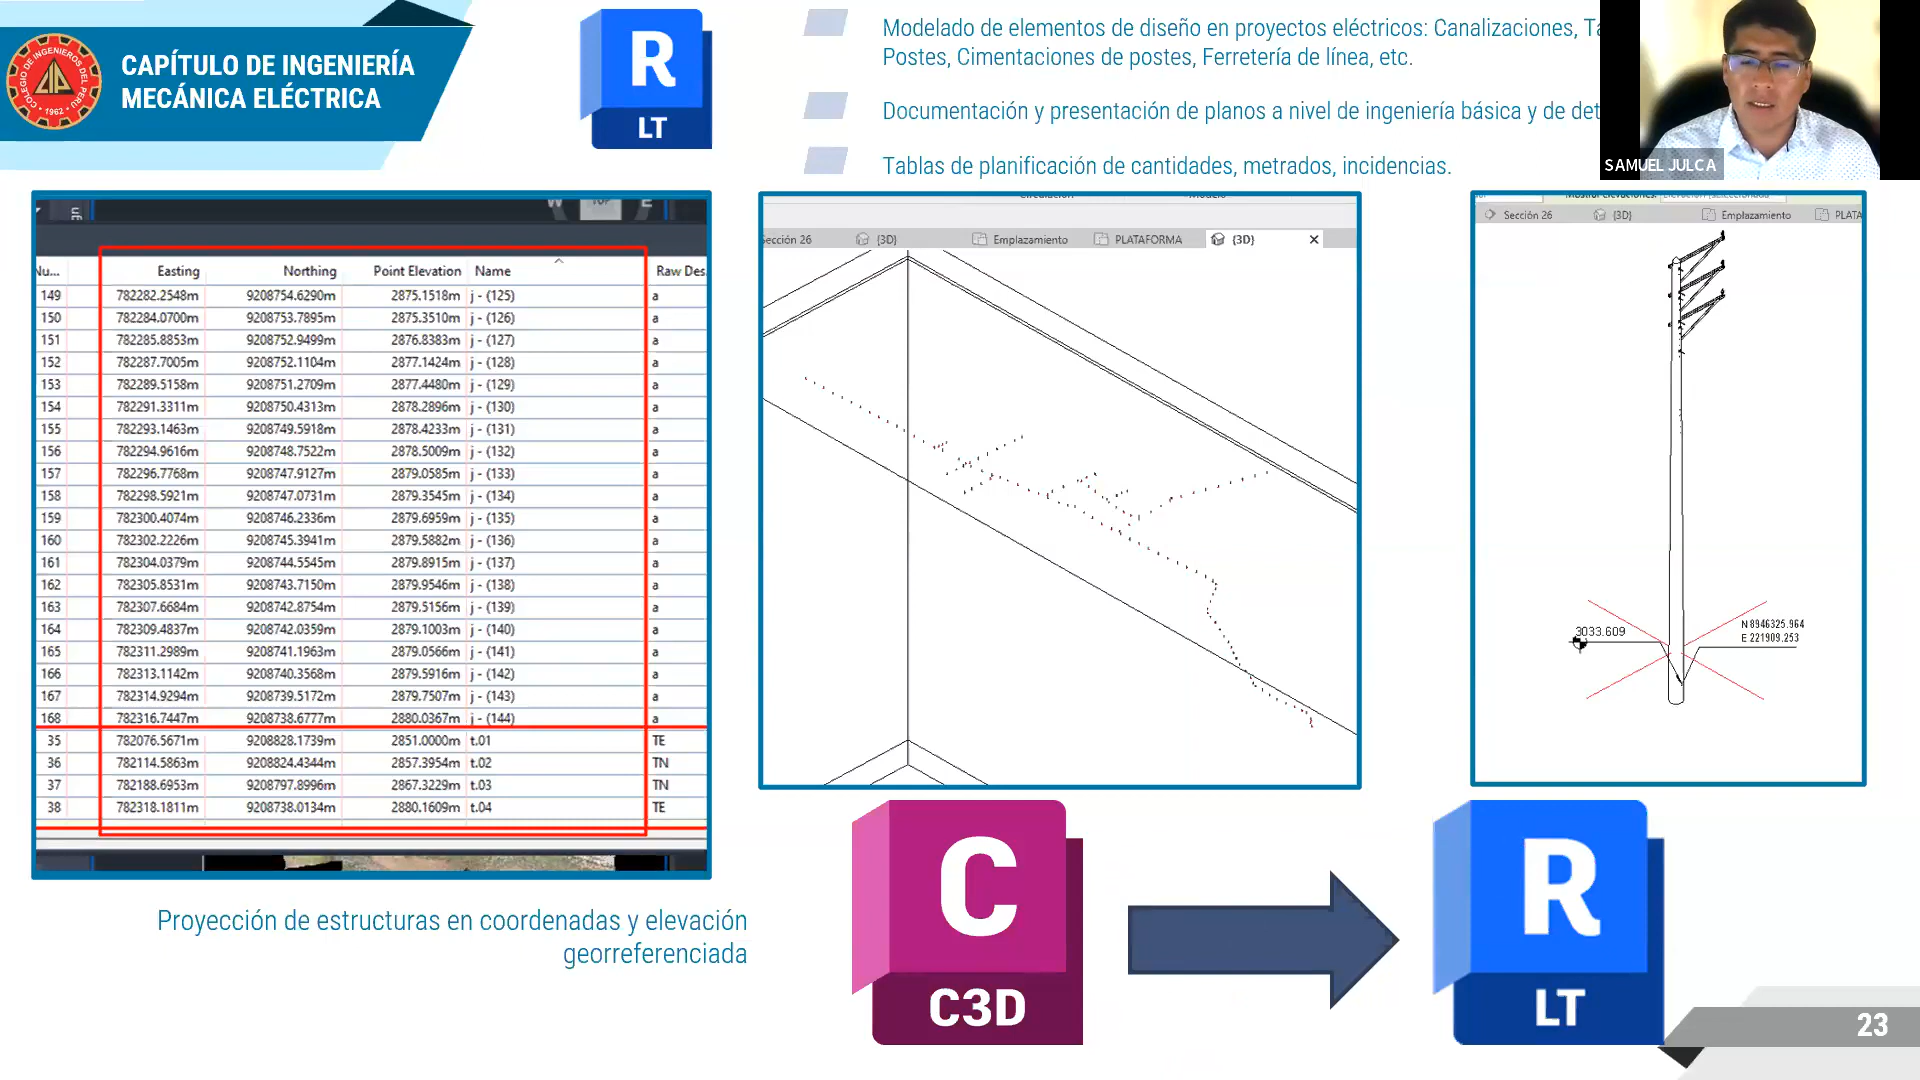 CAPÍTULO DE INGENIERÍA
MECÁNICA ELÉCTRICA
COLEGIO DE INGENIEROS DEL PERU
1962
R
LT
Modelado de elementos de diseño en proyectos eléctricos: Canalizaciones,
Postes, Cimentaciones de postes, Ferretería de línea, etc.
Documentación y presentación de planos a nivel de ingeniería básica y de
Tablas de planificación de cantidades, metrados, incidencias.
SAMUEL JULCA
W TOP E
Nu... Easting Northing Point Elevation Name Raw Des.
149 782282.2548m 9208754.6290m 2875.1518m j - (125) a
150 782284.0700m 9208753.7895m 2875.3510m j - (126) a
151 782285.8853m 9208752.9499m 2876.8383m j - (127) a
152 782287.7005m 9208752.1104m 2877.1424m j - (128) a
153 782289.5158m 9208751.2709m 2877.4480m j - (129) a
154 782291.3311m 9208750.4313m 2878.2896m j - (130) a
155 782293.1463m 9208749.5918m 2878.4233m j - (131) a
156 782294.9616m 9208748.7522m 2878.5009m j - (132) a
157 782296.7768m 9208747.9127m 2879.0585m j - (133) a
158 782298.5921m 9208747.0731m 2879.3545m j - (134) a
159 782300.4074m 9208746.2336m 2879.6959m j - (135) a
160 782302.2226m 9208745.3941m 2879.5882m j - (136) a
161 782304.0379m 9208744.5545m 2879.8915m j - (137) a
162 782305.8531m 9208743.7150m 2879.9546m j - (138) a
163 782307.6684m 9208742.8754m 2879.5156m j - (139) a
164 782309.4837m 9208742.0359m 2879.1003m j - (140) a
165 782311.2989m 9208741.1963m 2879.0566m j - (141) a
166 782313.1142m 9208740.3568m 2879.5916m j - (142) a
167 782314.9294m 9208739.5172m 2879.7507m j - (143) a
168 782316.7447m 9208738.6777m 2880.0367m j - (144) a
35 782076.5671m 9208828.1739m 2851.0000m t.01 TE
36 782114.5863m 9208824.4344m 2857.3954m t.02 TN
37 782188.6953m 9208797.8996m 2867.3229m t.03 TN
38 782318.1811m 9208738.0134m 2880.1609m t.04 TE
Sección 26 {3D} Emplazamiento PLATAFORMA {3D}
Sección 26 {3D} Emplazamiento PLATA
3033.609
N 8946325.964
E 221909.253
Proyección de estructuras en coordenadas y elevación
georreferenciada
C
C3D
R
LT
23